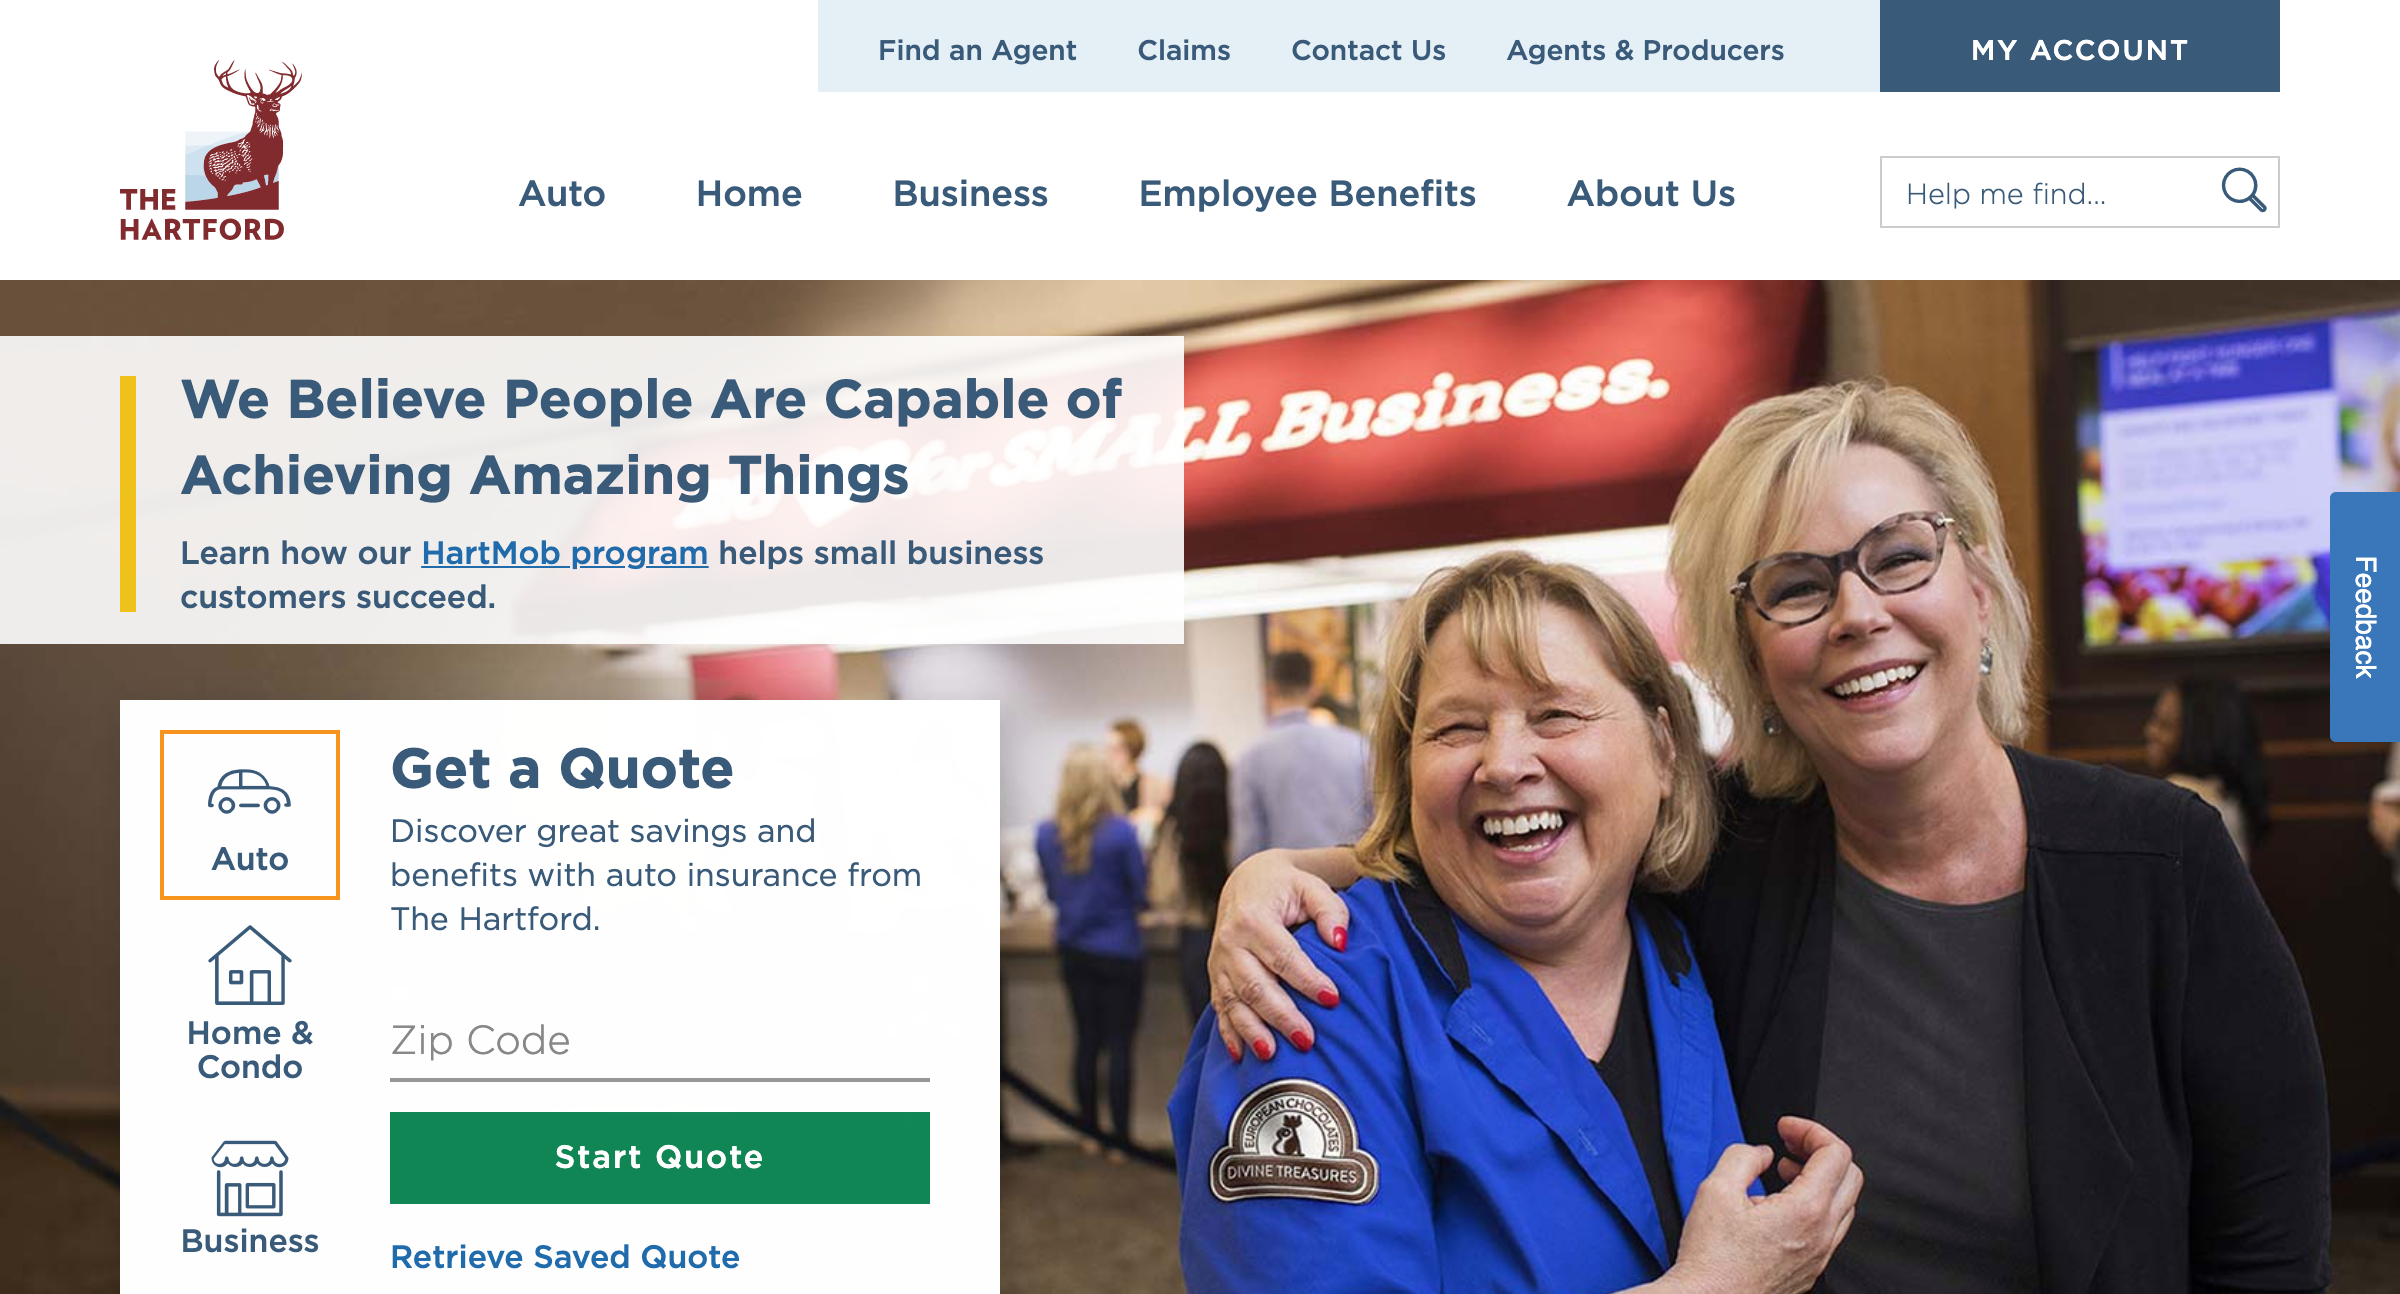 Find an Agent
Claims
Contact Us
Agents & Producers
MY ACCOUNT
THE
HARTFORD
Auto
Home
Business
Employee Benefits
About Us
Help me find...
We Believe People Are Capable of
Achieving Amazing Things
Learn how our HartMob program helps small business
customers succeed.
SMALL Business.
Feedback
Auto
Home &
Condo
Business
Get a Quote
Discover great savings and
benefits with auto insurance from
The Hartford.
Zip Code
Start Quote
Retrieve Saved Quote
EUROPEAN CHOCOLATES
DIVINE TREASURES